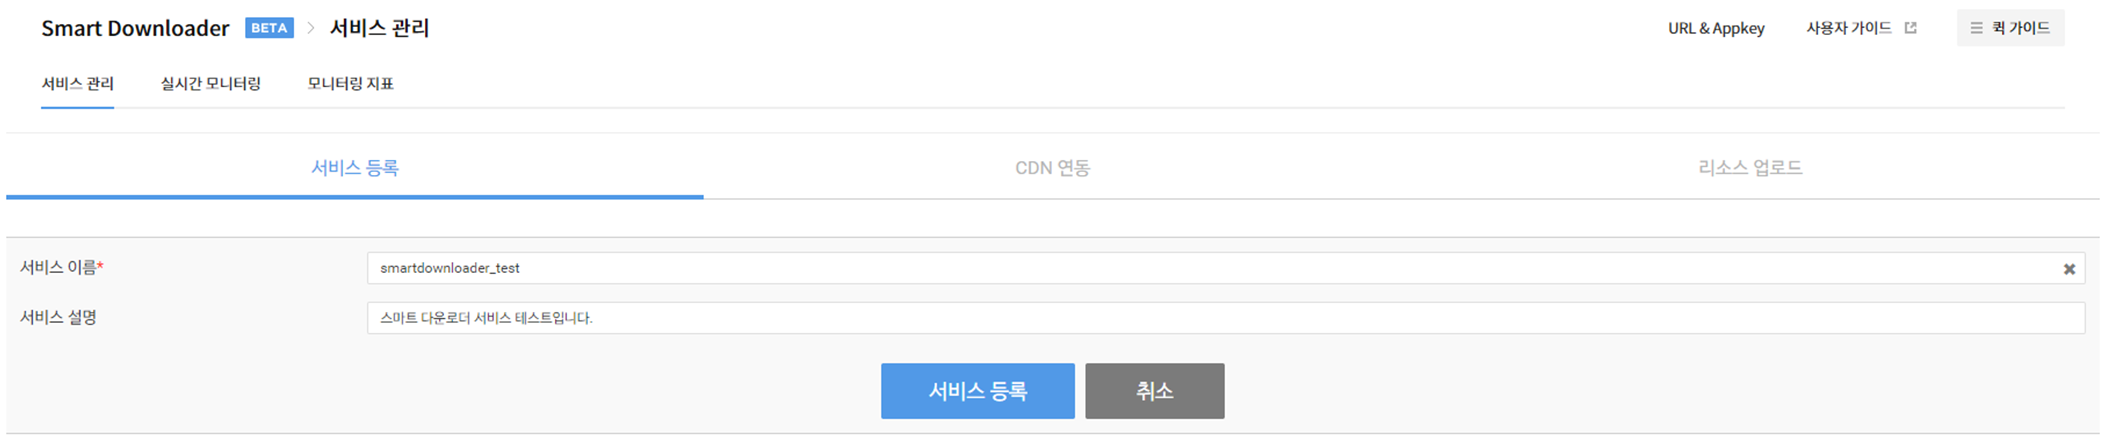 Smart Downloader BETA > 서비스 관리 URL & Appkey 사용자 가이드 퀵 가이드
서비스 관리 실시간 모니터링 모니터링 지표
서비스 등록 CDN 연동 리소스 업로드
서비스 이름* smartdownloader_test
서비스 설명 스마트 다운로더 서비스 테스트입니다.
서비스 등록 취소